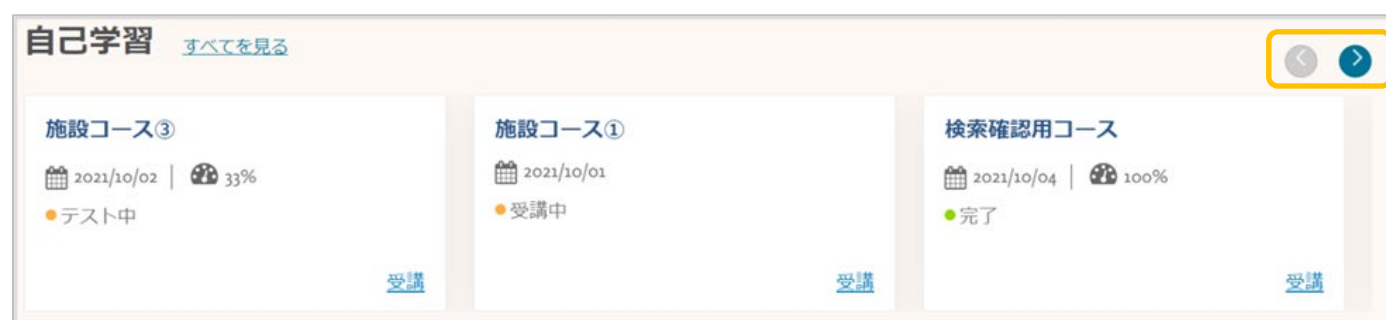 自己学習 すべてを見る
施設コース③
2021/10/02 | 33%
テスト中
受講
施設コース①
2021/10/01
受講中
受講
検索確認用コース
2021/10/04 | 100%
完了
受講